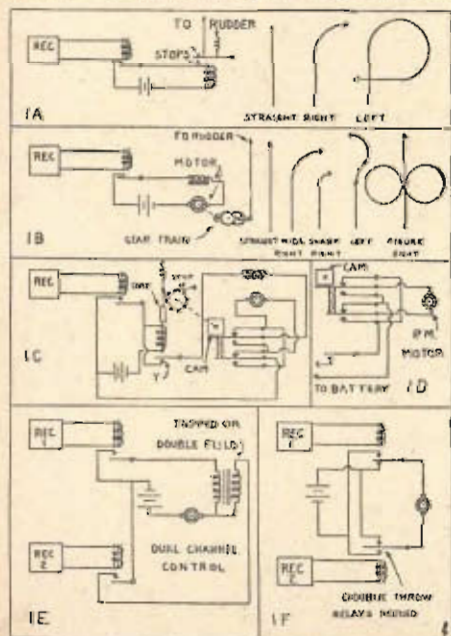 REC
TO RUDDER
STOPS
STRAIGHT RIGHT LEFT
1A
REC
TO RUDDER
MOTOR
GEAR TRAIN
STRAIGHT WIDE SHARP LEFT FIGURE
RIGHT RIGHT EIGHT
1B
REC
STOP
CAM
Y
1C
CAM
P.M.
MOTOR
TO BATTERY
1D
REC
1
TAPPED OR
DOUBLE FIELD
REC
2
DUAL CHANNEL
CONTROL
1E
REC
REC
2
DOUBLE THROW
RELAYS NEEDED
1F